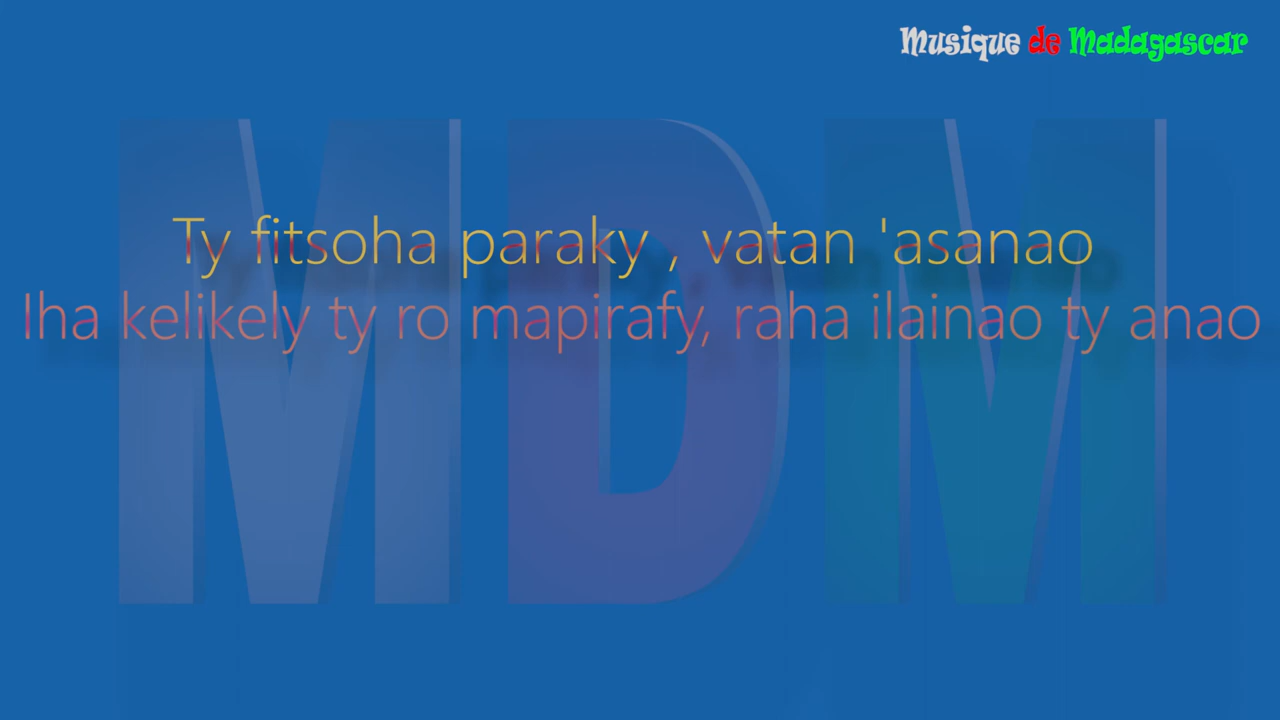 Musique de Madagascar
MDM
Ty fitsoha paraky , vatan 'asanao
Iha kelikely ty ro mapirafy, raha ilainao ty anao